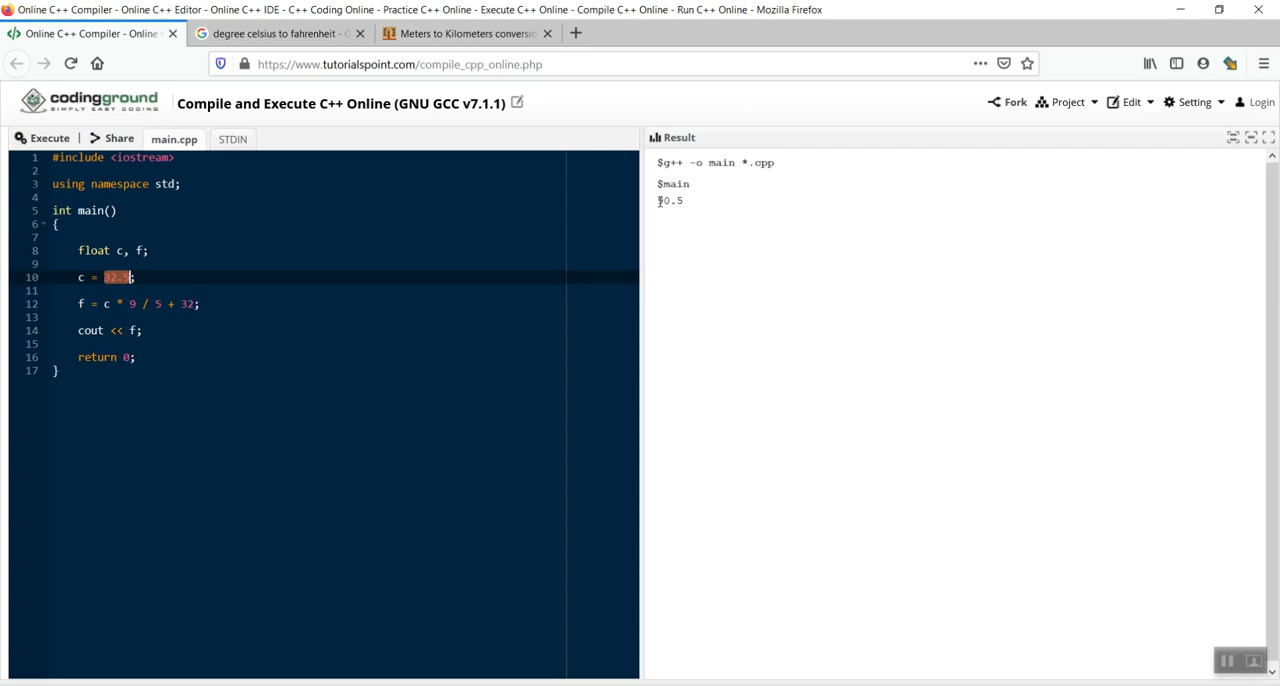 Online C++ Compiler - Online C++ Editor - Online C++ IDE - C++ Coding Online - Practice C++ Online - Execute C++ Online - Compile C++ Online - Run C++ Online - Mozilla Firefox
Online C++ Compiler - Online
degree celsius to fahrenheit - G
Meters to Kilometers conversio
https://www.tutorialspoint.com/compile_cpp_online.php
codingground
SIMPLY EASY CODING
Compile and Execute C++ Online (GNU GCC v7.1.1)
Fork
Project
Edit
Setting
Login
Execute | Share main.cpp STDIN
1 #include <iostream>
2
3 using namespace std;
4
5 int main()
6 {
7
8 float c, f;
9
10 c = 32.5;
11
12 f = c * 9 / 5 + 32;
13
14 cout << f;
15
16 return 0;
17 }
Result
$g++ -o main *.cpp
$main